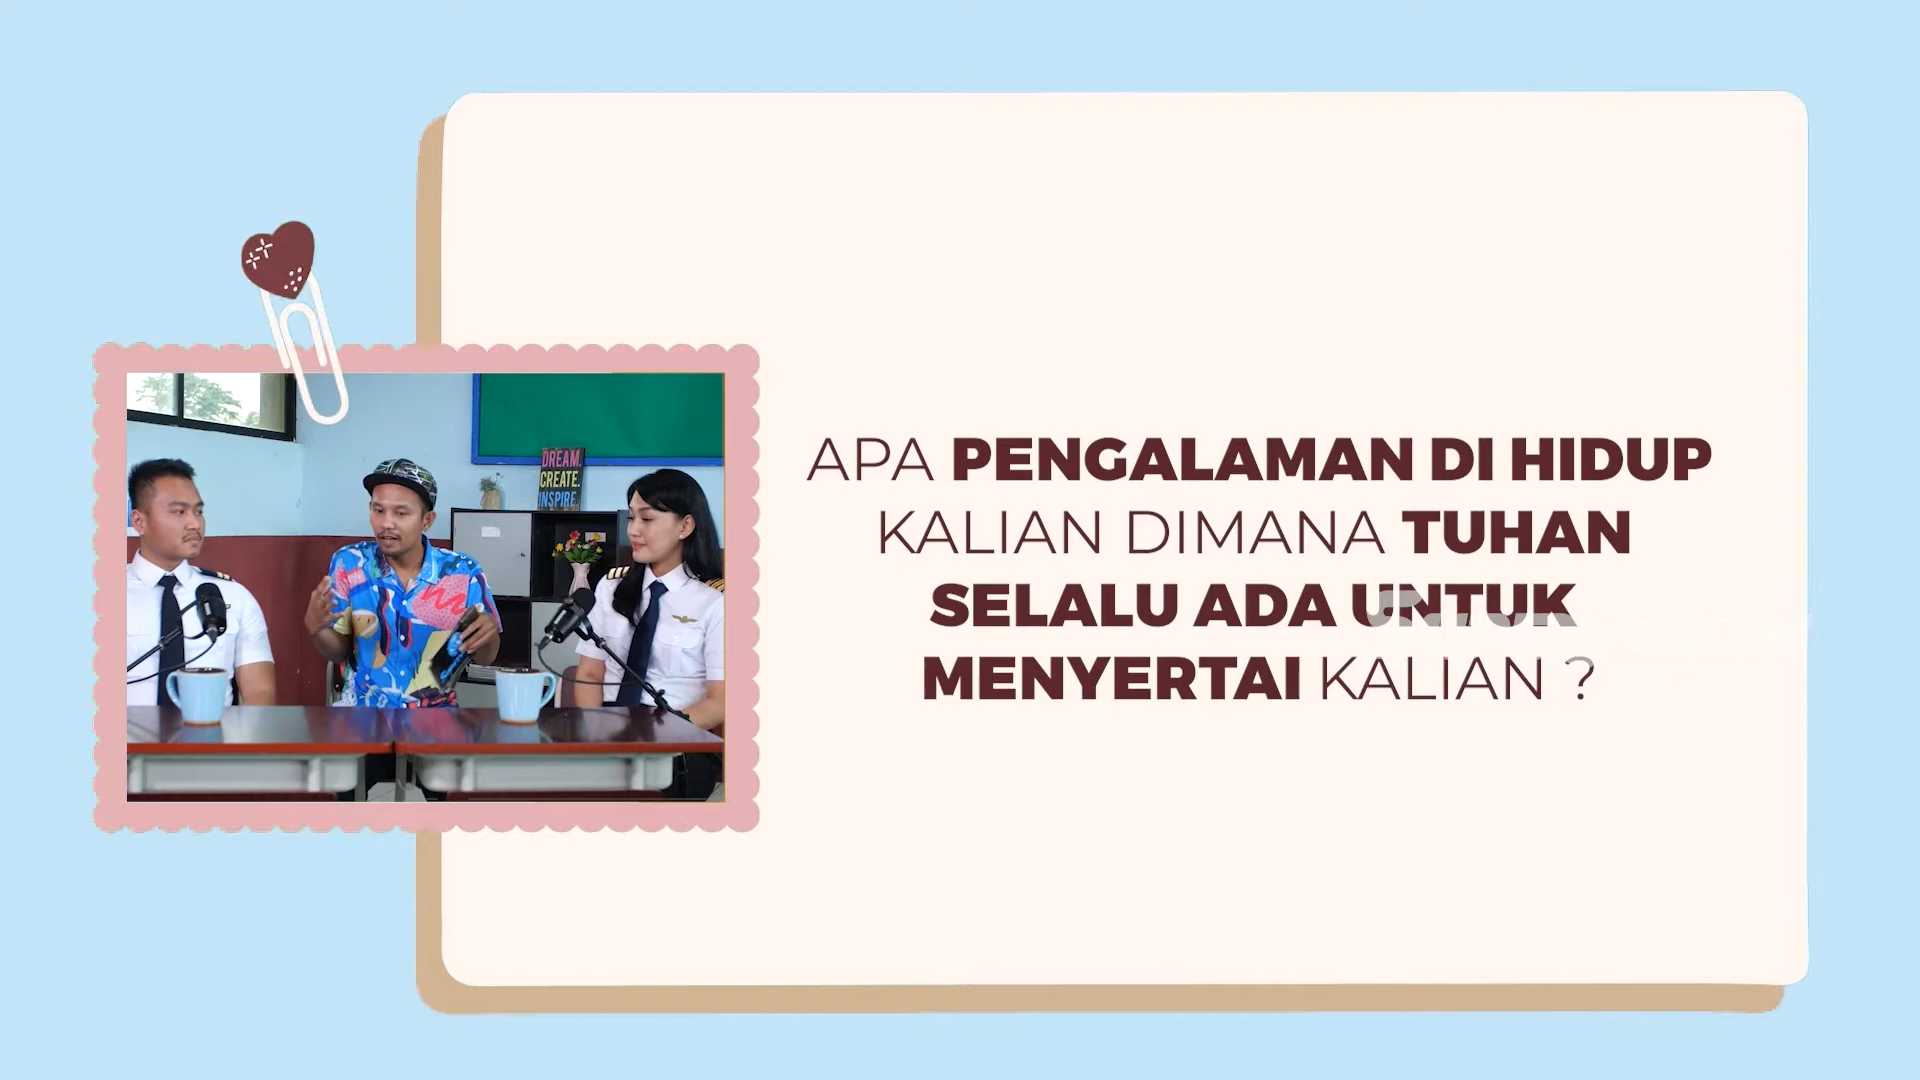 DREAM.
CREATE.
INSPIRE.
APA PENGALAMAN DI HIDUP
KALIAN DIMANA TUHAN
SELALU ADA UNTUK
MENYERTAI KALIAN ?